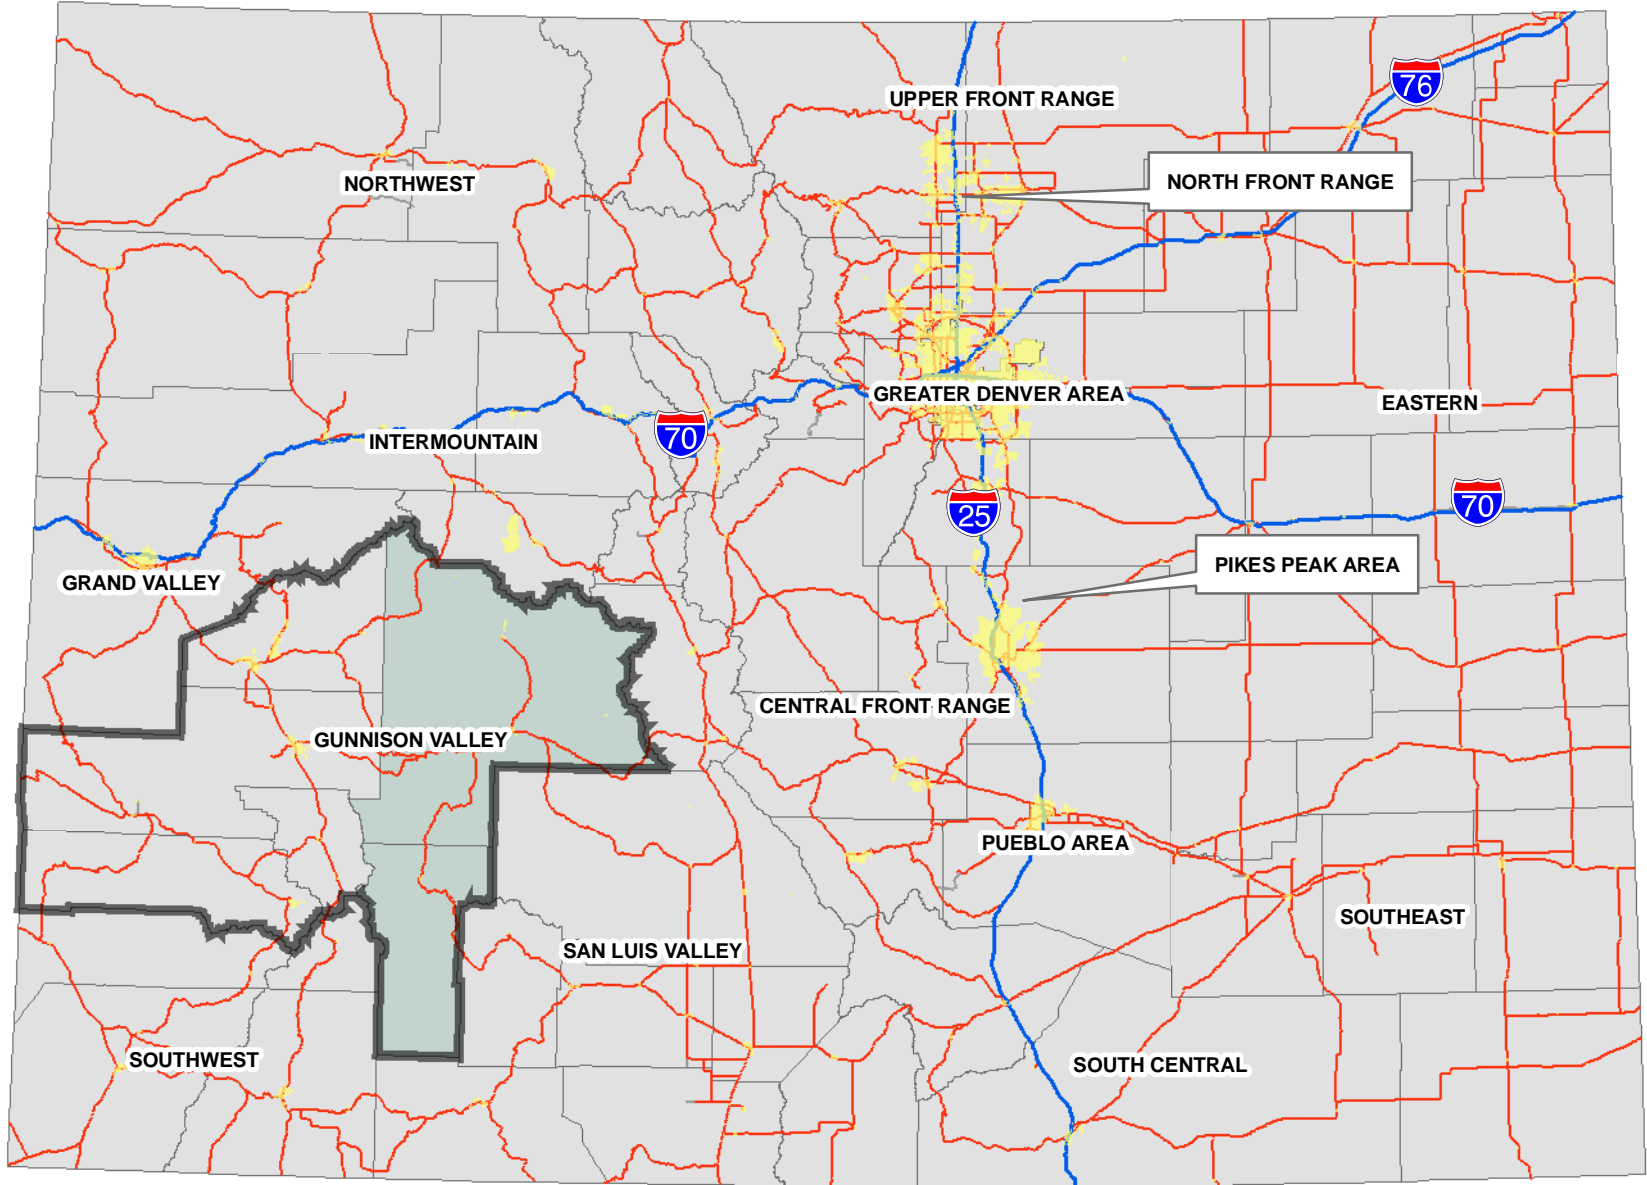 76
UPPER FRONT RANGE
NORTH FRONT RANGE
NORTHWEST
GREATER DENVER AREA
EASTERN
70
INTERMOUNTAIN
70
25
PIKES PEAK AREA
GRAND VALLEY
CENTRAL FRONT RANGE
GUNNISON VALLEY
PUEBLO AREA
SOUTHEAST
SAN LUIS VALLEY
SOUTHWEST
SOUTH CENTRAL